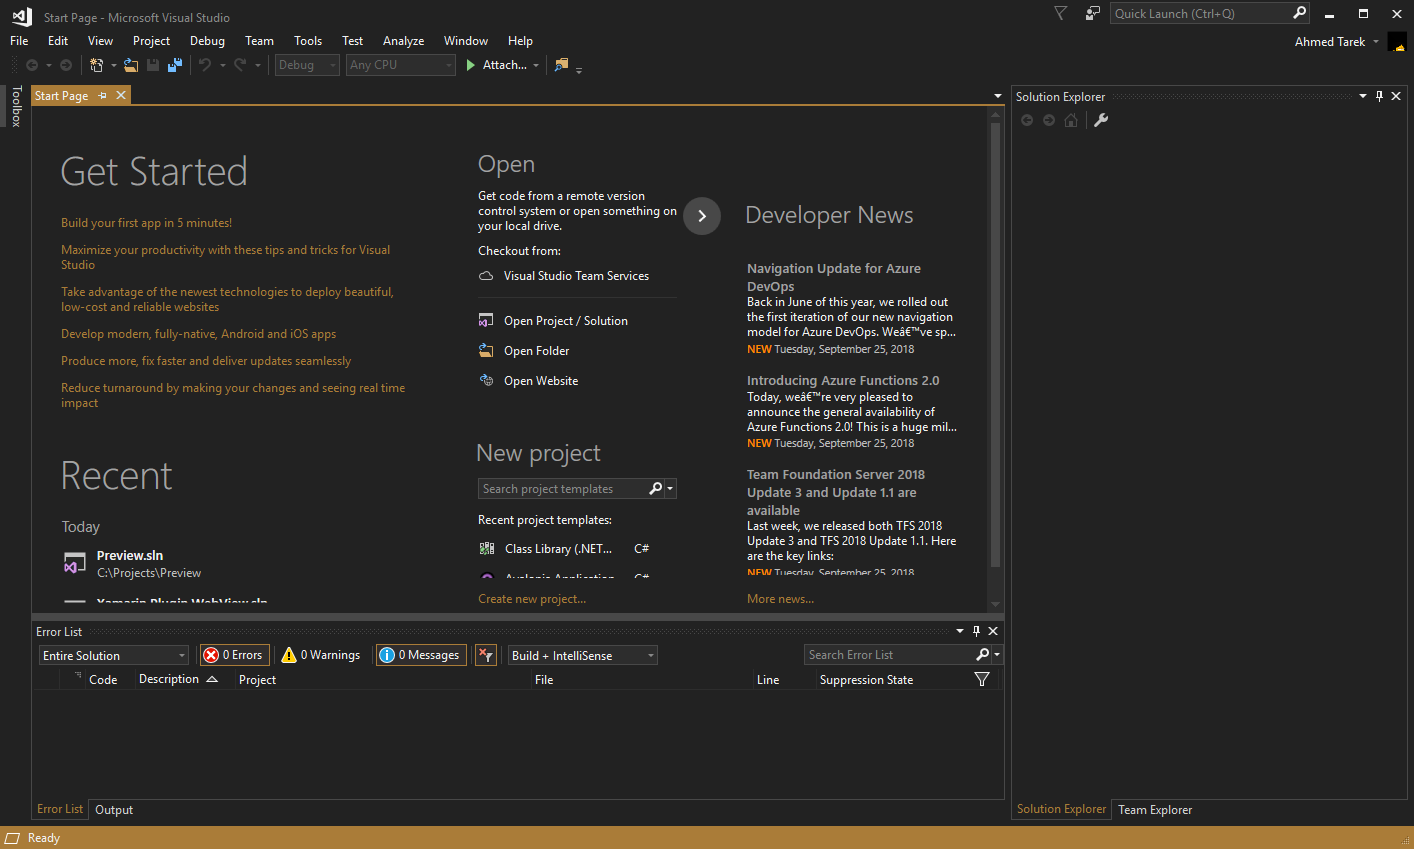 Start Page - Microsoft Visual Studio
Quick Launch (Ctrl+Q)
File Edit View Project Debug Team Tools Test Analyze Window Help
Ahmed Tarek
Debug Any CPU Attach...
Toolbox
Start Page
Get Started
Build your first app in 5 minutes!
Maximize your productivity with these tips and tricks for Visual
Studio
Take advantage of the newest technologies to deploy beautiful,
low-cost and reliable websites
Develop modern, fully-native, Android and iOS apps
Produce more, fix faster and deliver updates seamlessly
Reduce turnaround by making your changes and seeing real time
impact
Recent
Today
Preview.sln
C:\Projects\Preview
Xamarin.Plugin.WebView.sln
Open
Get code from a remote version
control system or open something on
your local drive.
Checkout from:
Visual Studio Team Services
Open Project / Solution
Open Folder
Open Website
New project
Search project templates
Recent project templates:
Class Library (.NET... C#
Avalonia Application C#
Create new project...
Developer News
Navigation Update for Azure
DevOps
Back in June of this year, we rolled out
the first iteration of our new navigation
model for Azure DevOps. Weâ€™ve sp...
NEW Tuesday, September 25, 2018
Introducing Azure Functions 2.0
Today, weâ€™re very pleased to
announce the general availability of
Azure Functions 2.0! This is a huge mil...
NEW Tuesday, September 25, 2018
Team Foundation Server 2018
Update 3 and Update 1.1 are
available
Last week, we released both TFS 2018
Update 3 and TFS 2018 Update 1.1. Here
are the key links:
NEW Tuesday, September 25, 2018
More news...
Solution Explorer
Error List
Entire Solution 0 Errors 0 Warnings 0 Messages Build + IntelliSense Search Error List
Code Description Project File Line Suppression State
Error List Output
Solution Explorer Team Explorer
Ready